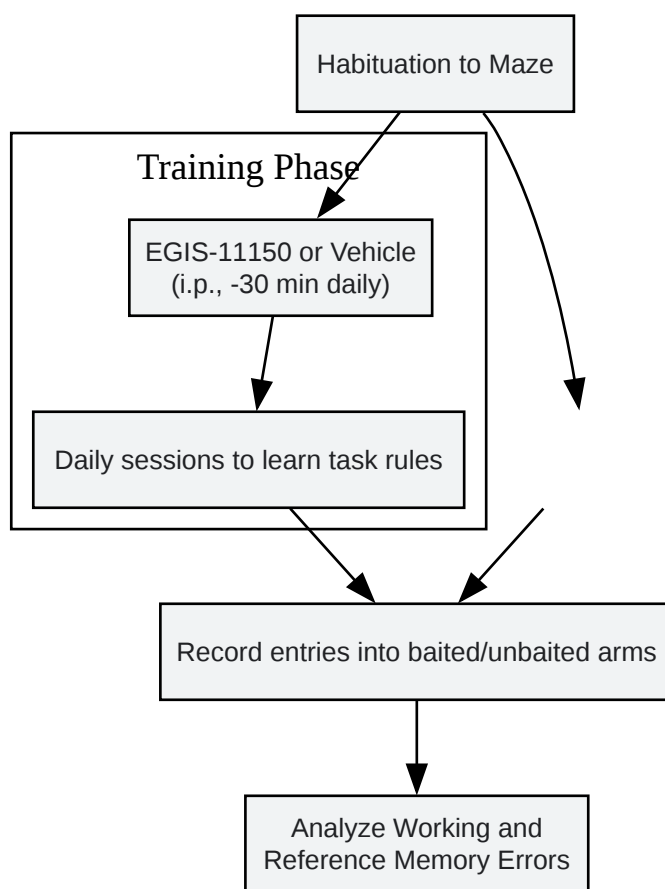 Habituation to Maze
Training Phase
EGIS-11150 or Vehicle
(i.p., -30 min daily)
Daily sessions to learn task rules
Record entries into baited/unbaited arms
Analyze Working and
Reference Memory Errors